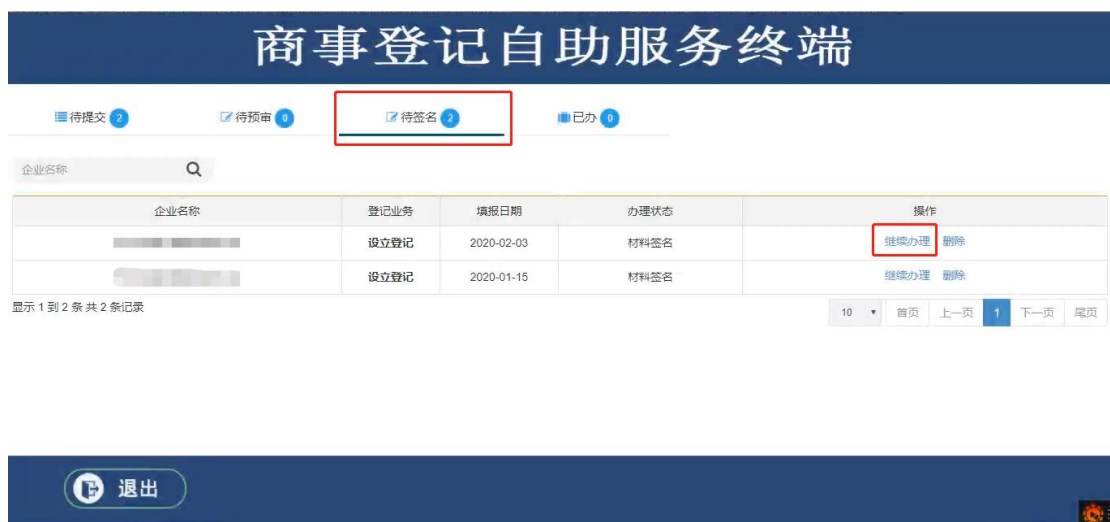 商事登记自助服务终端
待提交 2 待预审 0 待签名 2 已办 0
企业名称
企业名称 登记业务 填报日期 办理状态 操作
设立登记 2020-02-03 材料签名 继续办理 删除
设立登记 2020-01-15 材料签名 继续办理 删除
显示 1 到 2 条 共 2 条记录 10 首页 上一页 1 下一页 尾页
退出